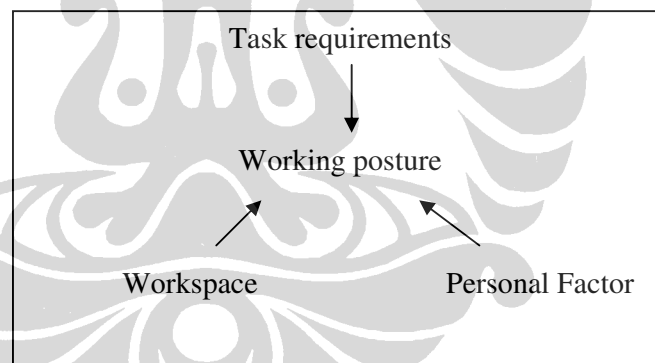 Task requirements
Working posture
Workspace
Personal Factor